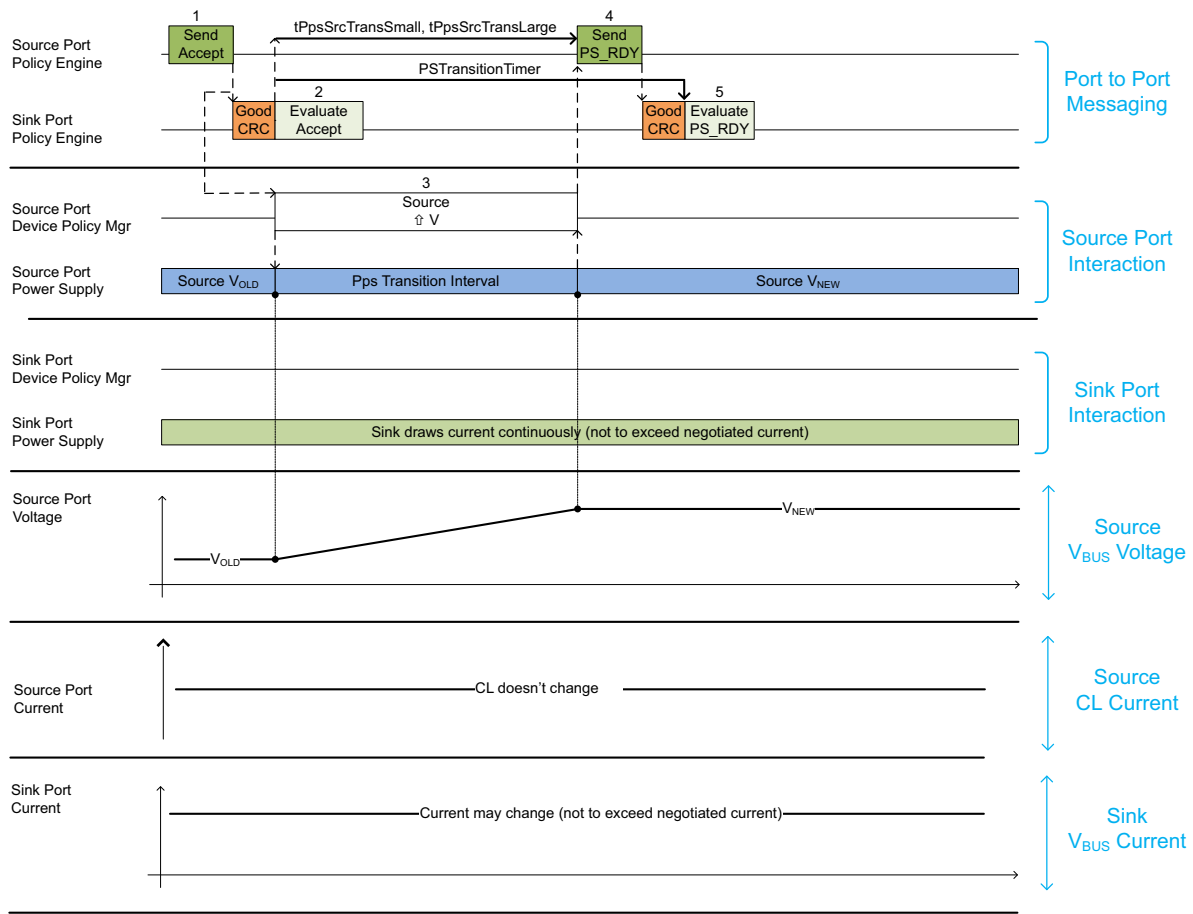 1
tPpsSrcTransSmall, tPpsSrcTransLarge
4
Source Port
Policy Engine
Send
Accept
Send
PS_RDY
PSTransitionTimer
Port to Port
Messaging
2
5
Sink Port
Policy Engine
Good
CRC
Evaluate
Accept
Good
CRC
Evaluate
PS_RDY
3
Source Port
Device Policy Mgr
Source
⇧ V
Source Port
Interaction
Source Port
Power Supply
Source VOLD
Pps Transition Interval
Source VNEW
Sink Port
Device Policy Mgr
Sink Port
Interaction
Sink Port
Power Supply
Sink draws current continuously (not to exceed negotiated current)
Source Port
Voltage
VOLD
VNEW
Source
VBUS Voltage
Source Port
Current
CL doesn't change
Source
CL Current
Sink Port
Current
Current may change (not to exceed negotiated current)
Sink
VBUS Current